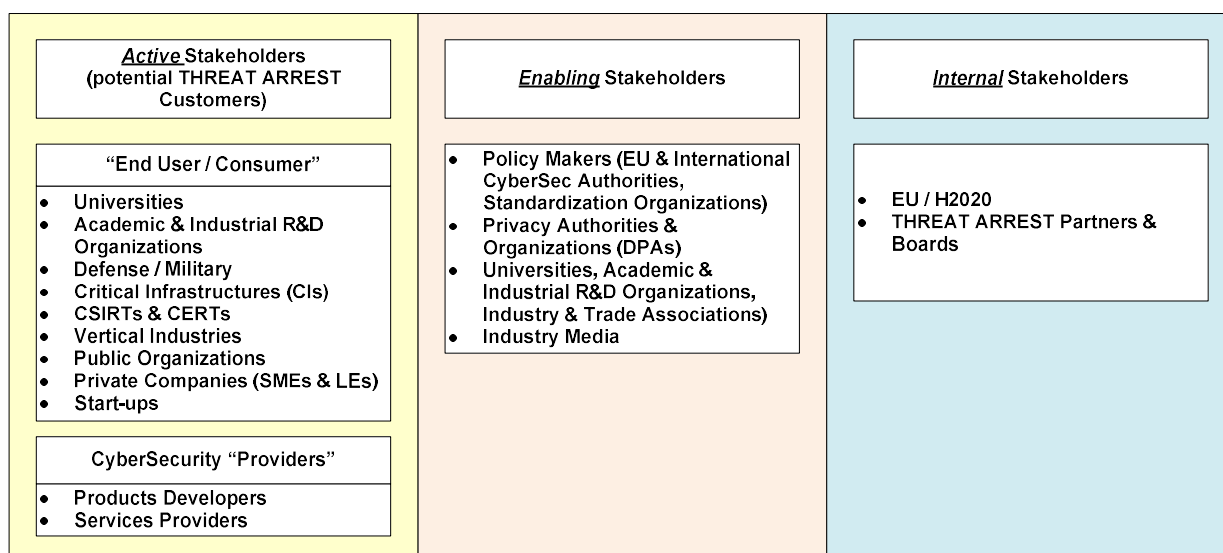 Active Stakeholders
(potential THREAT ARREST
Customers)
“End User / Consumer”
• Universities
• Academic & Industrial R&D
Organizations
• Defense / Military
• Critical Infrastructures (CIs)
• CSIRTs & CERTs
• Vertical Industries
• Public Organizations
• Private Companies (SMEs & LEs)
• Start-ups
CyberSecurity “Providers”
• Products Developers
• Services Providers
Enabling Stakeholders
• Policy Makers (EU & International
CyberSec Authorities,
Standardization Organizations)
• Privacy Authorities &
Organizations (DPAs)
• Universities, Academic &
Industrial R&D Organizations,
Industry & Trade Associations)
• Industry Media
Internal Stakeholders
• EU / H2020
• THREAT ARREST Partners &
Boards